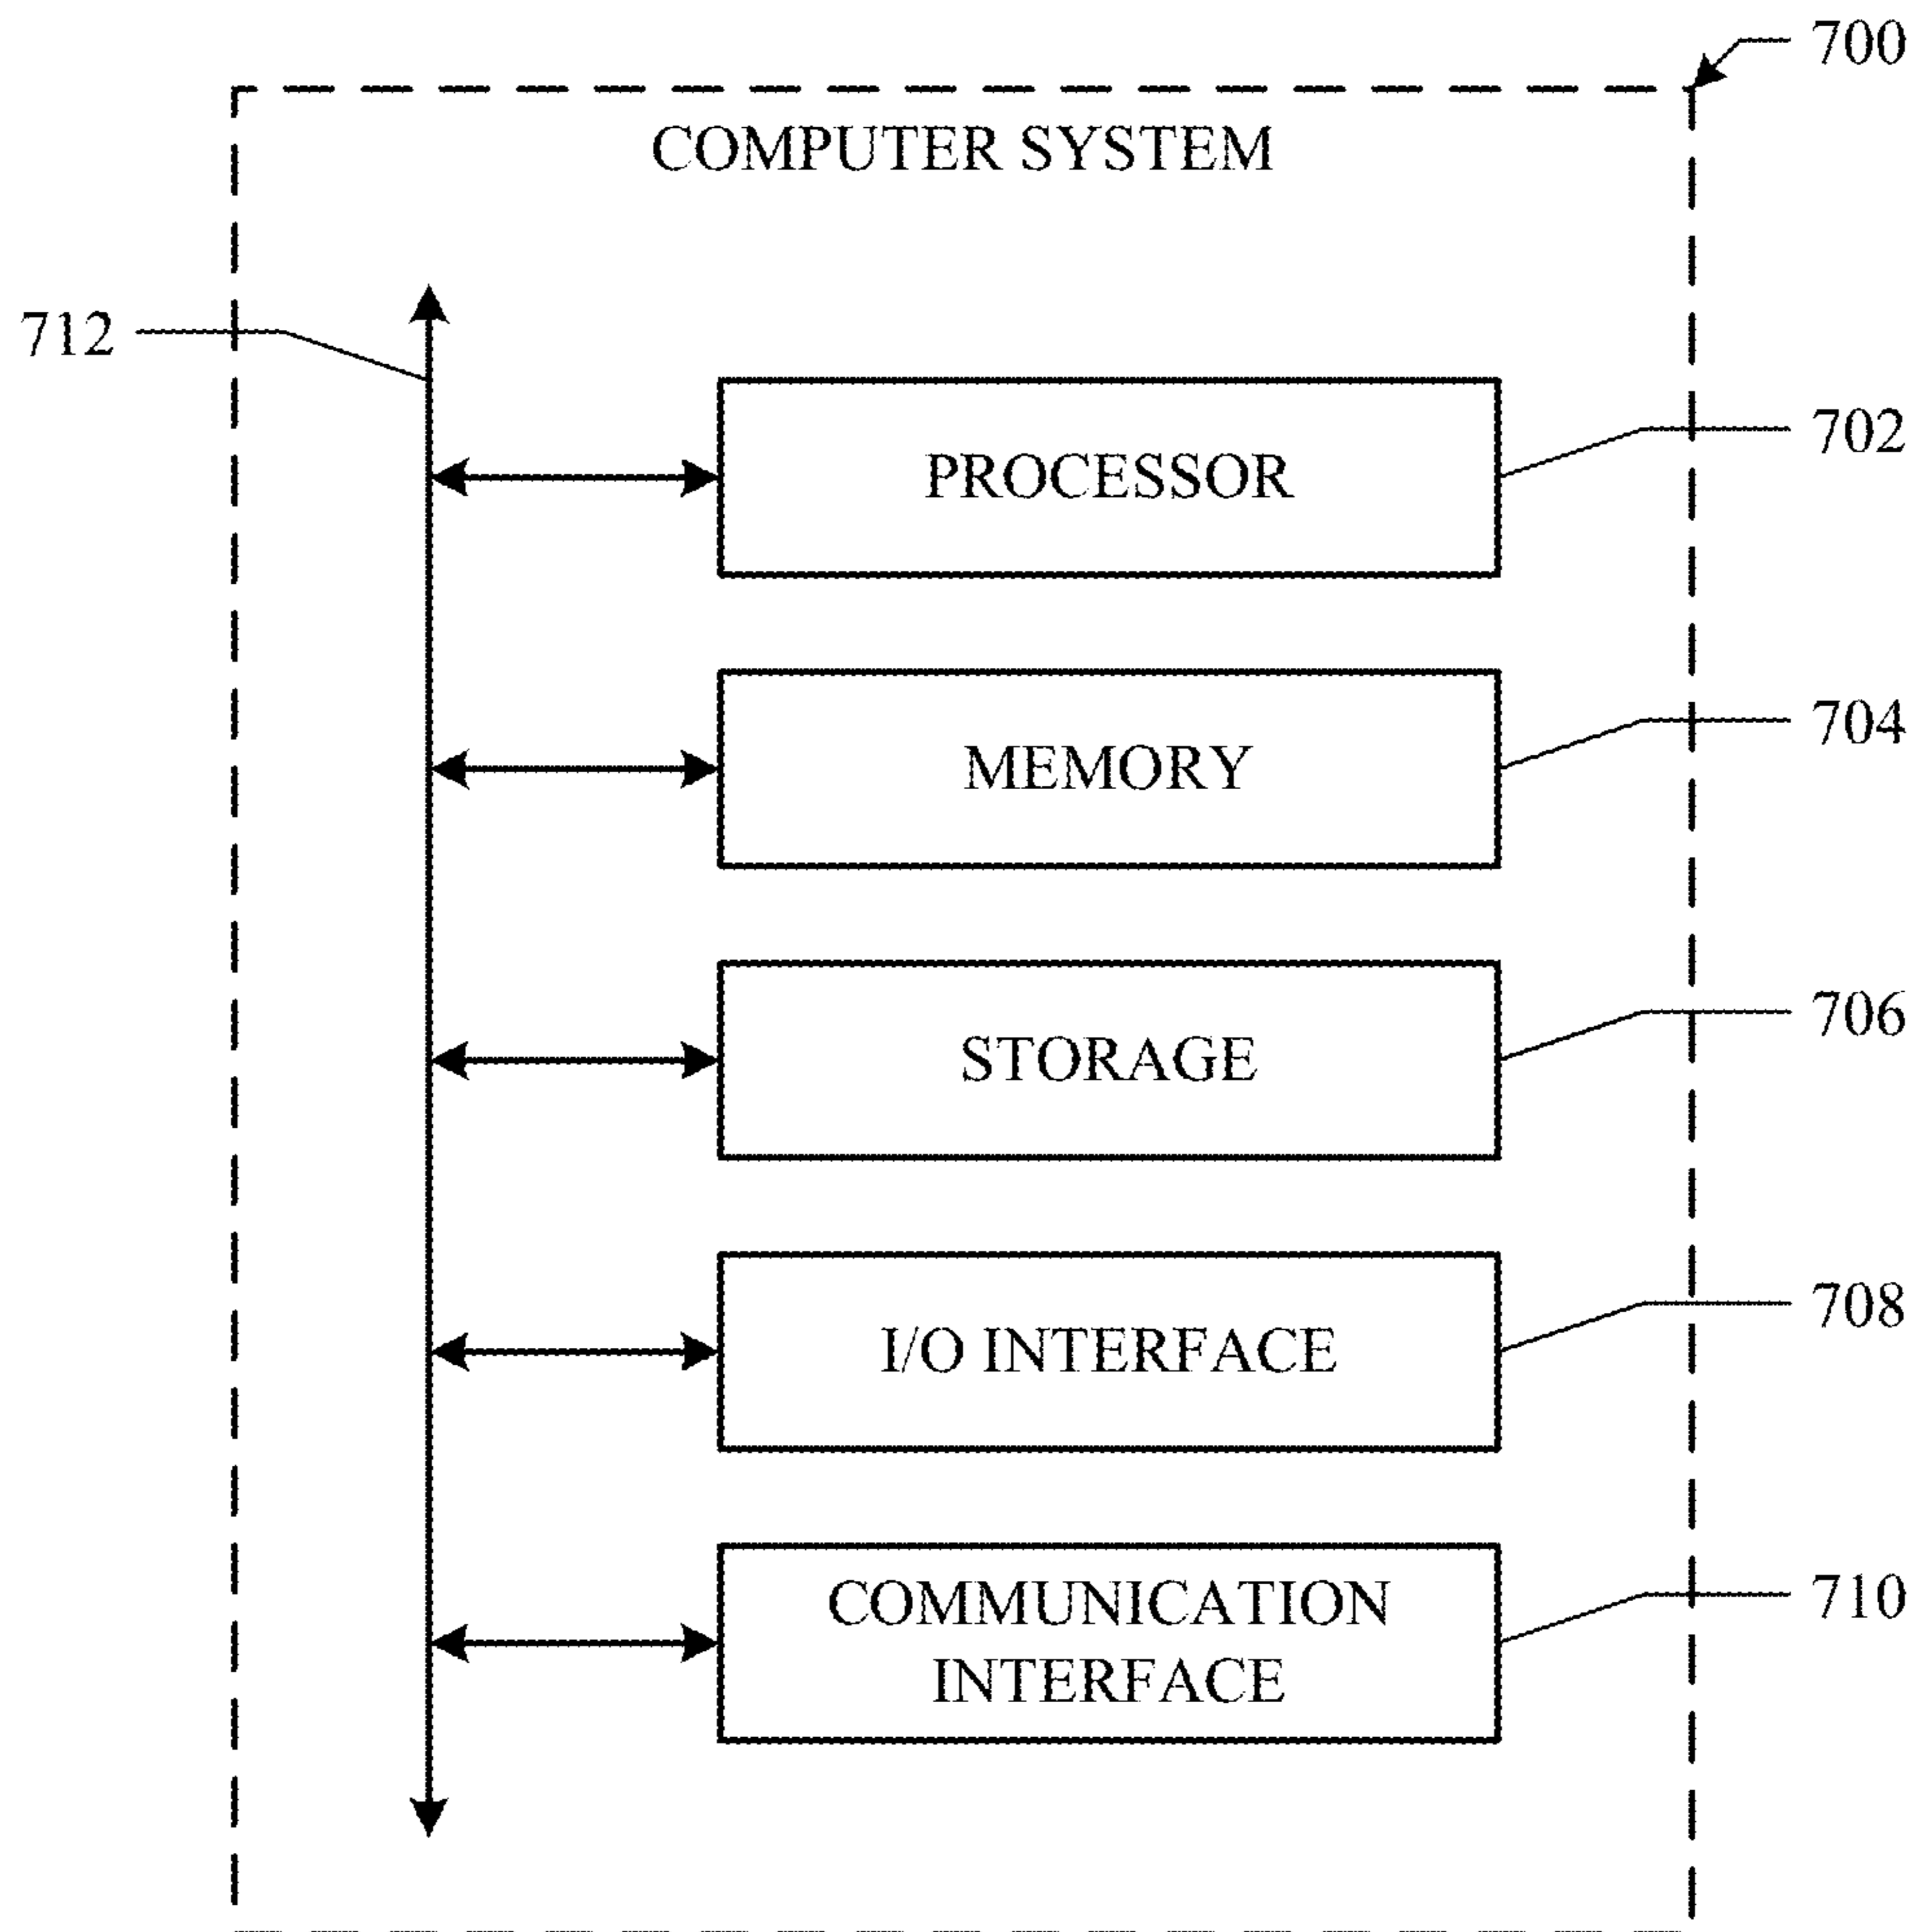 700
COMPUTER SYSTEM
712
PROCESSOR
702
MEMORY
704
STORAGE
706
I/O INTERFACE
708
COMMUNICATION
INTERFACE
710